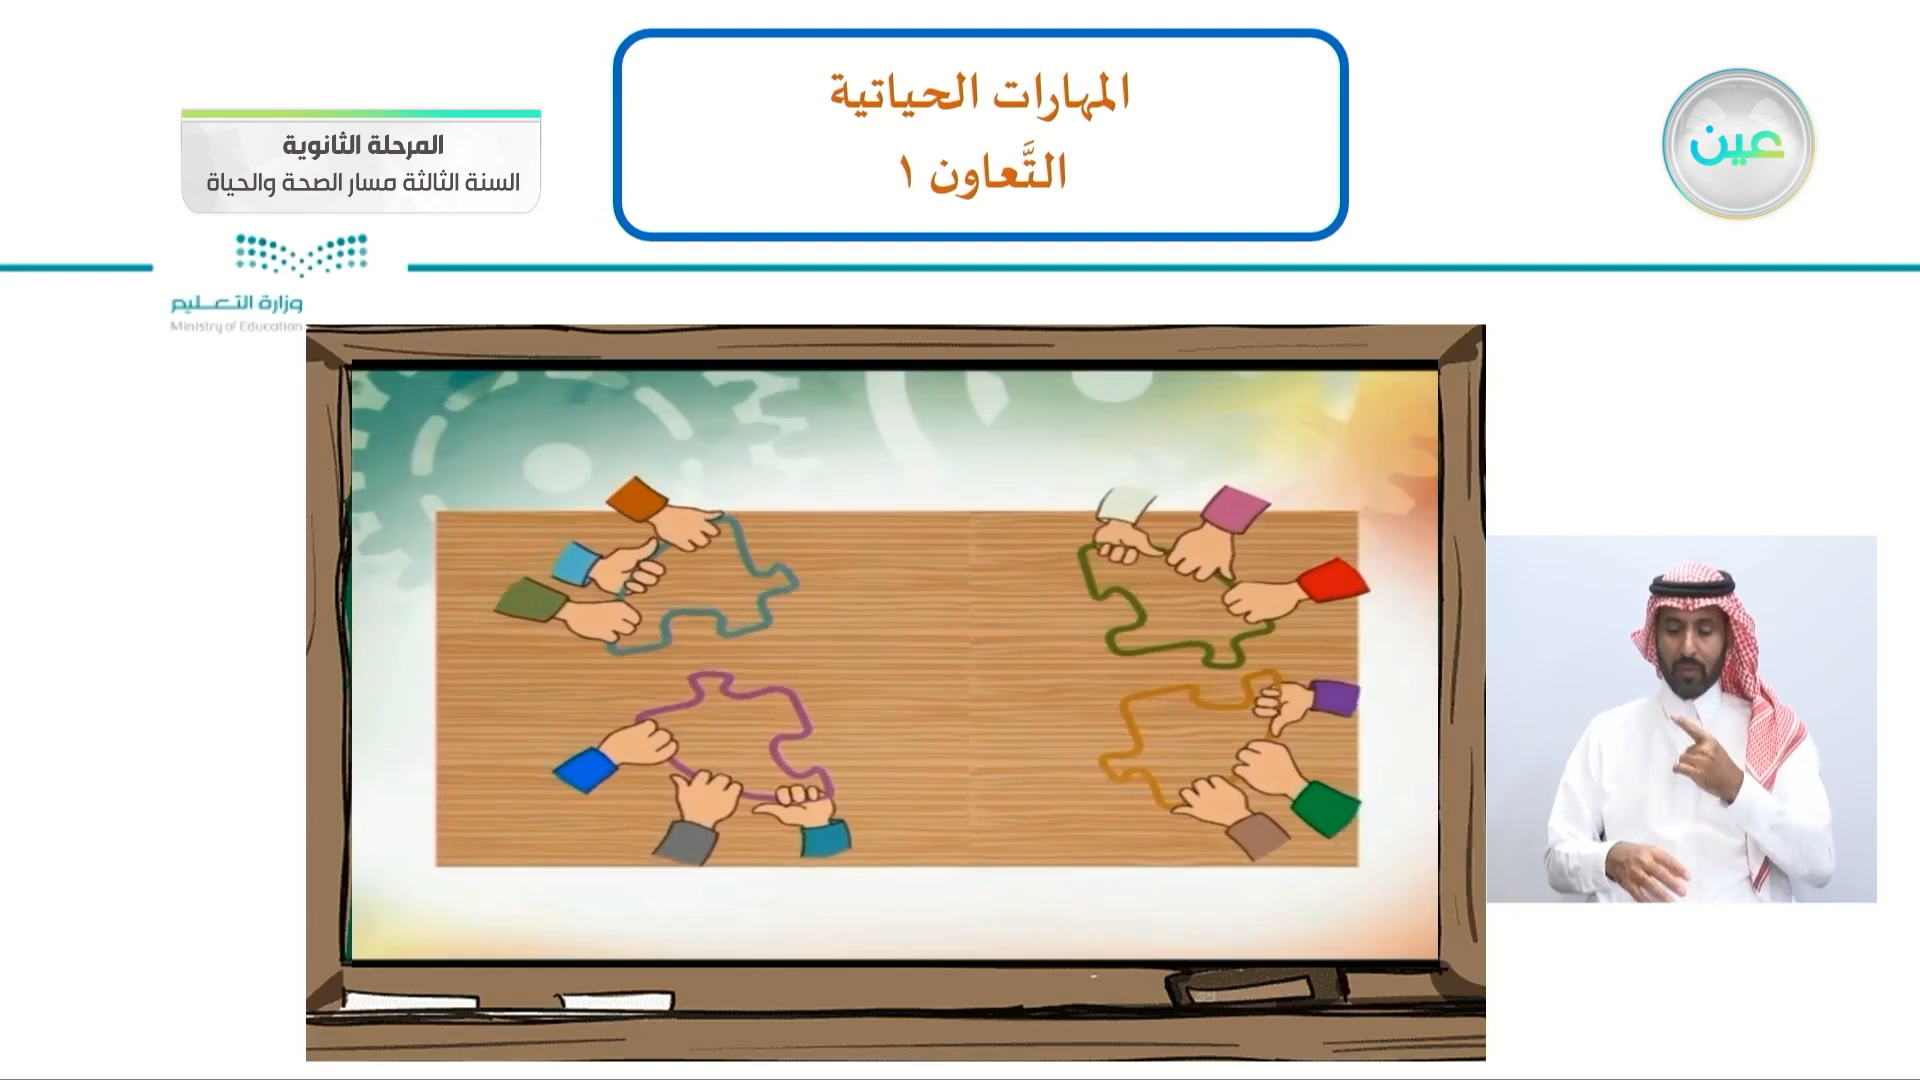 المهارات الحياتية
التَّعاون ١
عين
المرحلة الثانوية
السنة الثالثة مسار الصحة والحياة
وزارة التعليم
Ministry of Education